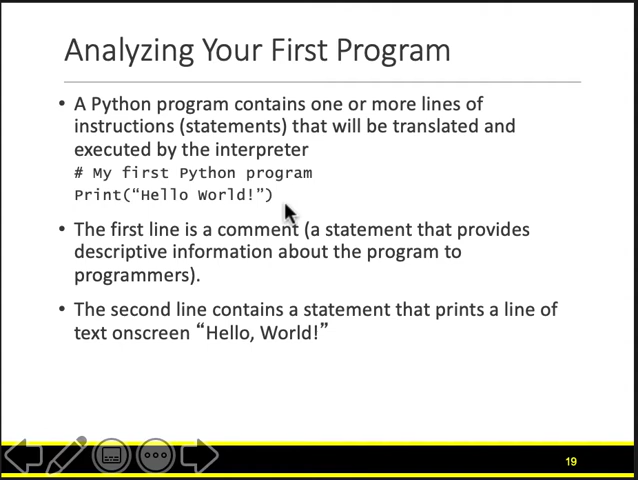 Analyzing Your First Program
• A Python program contains one or more lines of
instructions (statements) that will be translated and
executed by the interpreter
# My first Python program
Print(“Hello World!”)
• The first line is a comment (a statement that provides
descriptive information about the program to
programmers).
• The second line contains a statement that prints a line of
text onscreen “Hello, World!”
19